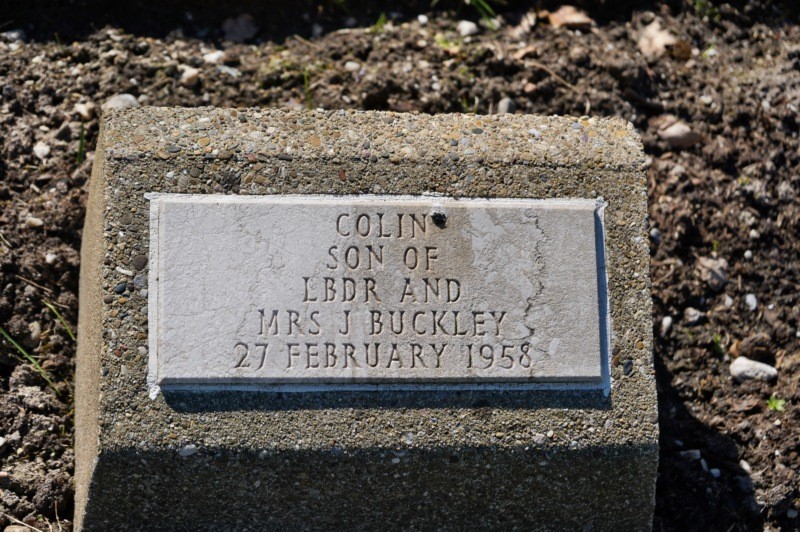 COLIN
SON OF
LBDR AND
MRS J BUCKLEY
27 FEBRUARY 1958